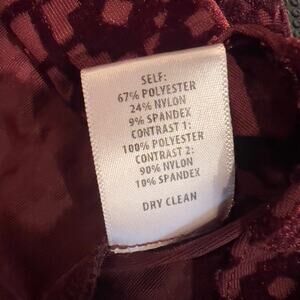 SELF:
67% POLYESTER
24% NYLON
9% SPANDEX
CONTRAST 1:
100% POLYESTER
CONTRAST 2:
90% NYLON
10% SPANDEX
DRY CLEAN